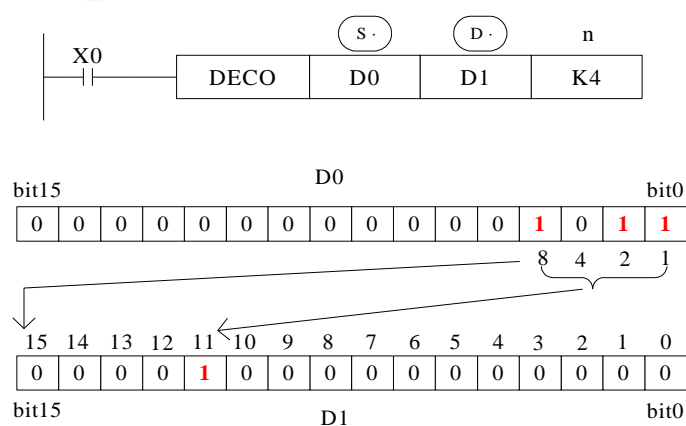 S · D · n
X0
DECO D0 D1 K4
D0
bit15 bit0
0 0 0 0 0 0 0 0 0 0 0 0 1 0 1 1
8 4 2 1
15 14 13 12 11 10 9 8 7 6 5 4 3 2 1 0
0 0 0 0 1 0 0 0 0 0 0 0 0 0 0 0
bit15 bit0
D1